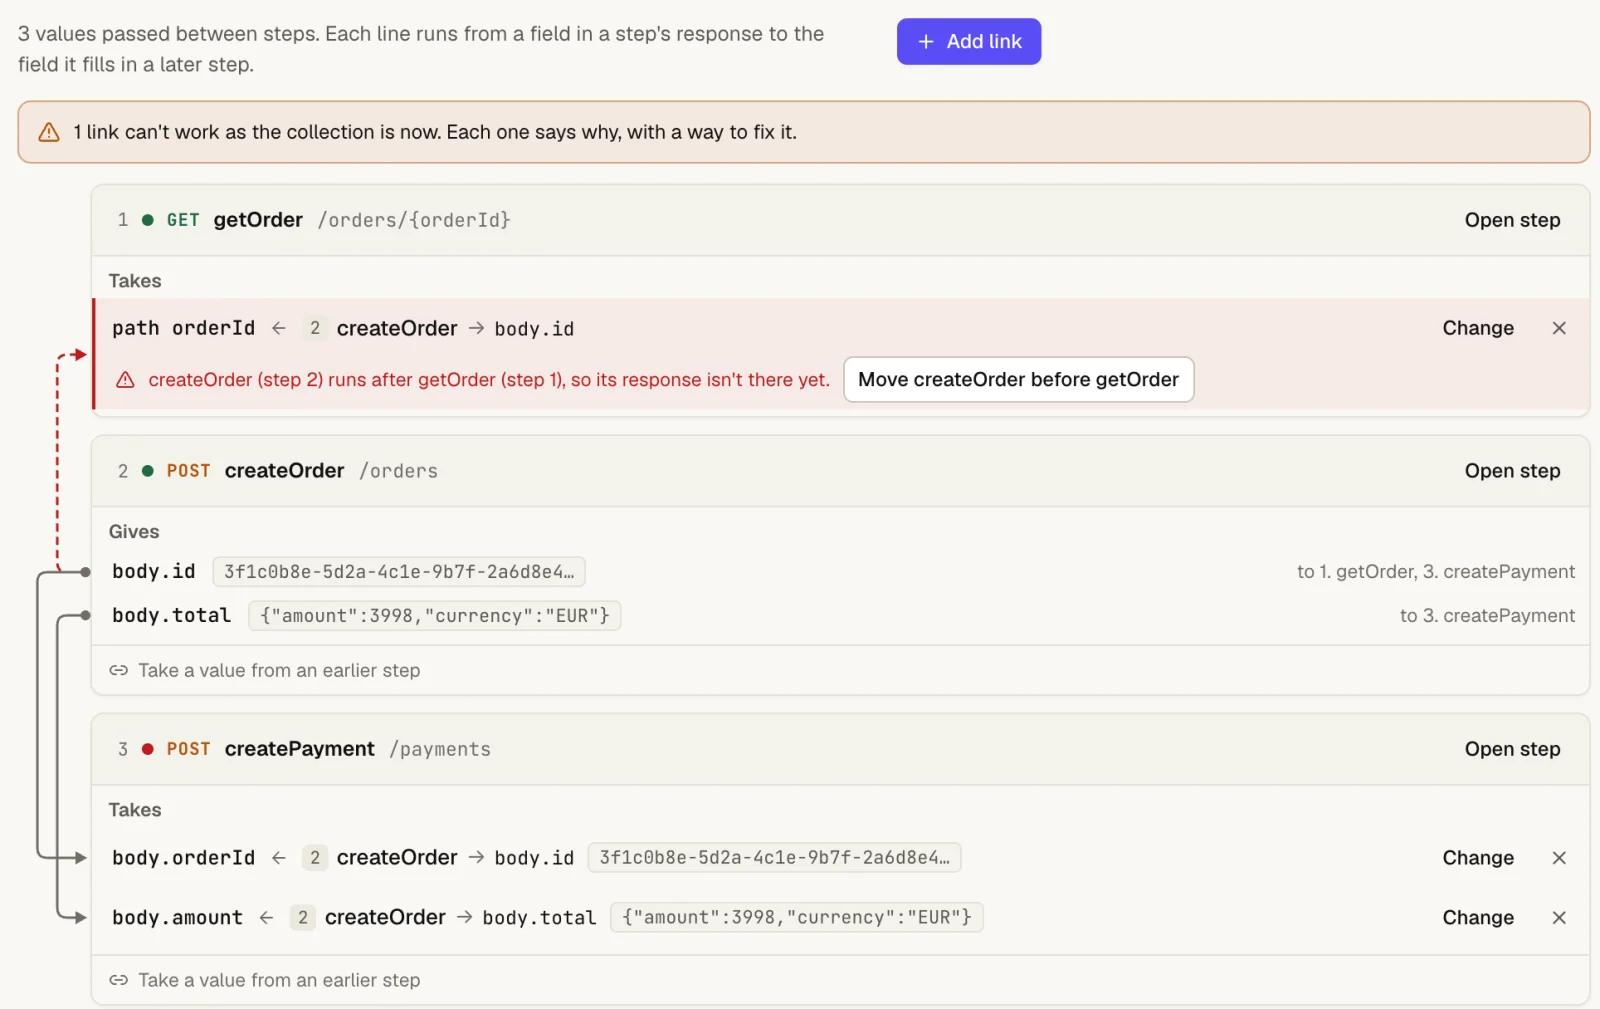 3 values passed between steps. Each line runs from a field in a step's response to the
field it fills in a later step.
+ Add link
1 link can't work as the collection is now. Each one says why, with a way to fix it.
1 GET getOrder /orders/{orderId} Open step
Takes
path orderId ← 2 createOrder → body.id Change ×
createOrder (step 2) runs after getOrder (step 1), so its response isn't there yet. Move createOrder before getOrder
2 POST createOrder /orders Open step
Gives
body.id 3f1c0b8e-5d2a-4c1e-9b7f-2a6d8e4… to 1. getOrder, 3. createPayment
body.total {"amount":3998,"currency":"EUR"} to 3. createPayment
Take a value from an earlier step
3 POST createPayment /payments Open step
Takes
body.orderId ← 2 createOrder → body.id 3f1c0b8e-5d2a-4c1e-9b7f-2a6d8e4… Change ×
body.amount ← 2 createOrder → body.total {"amount":3998,"currency":"EUR"} Change ×
Take a value from an earlier step